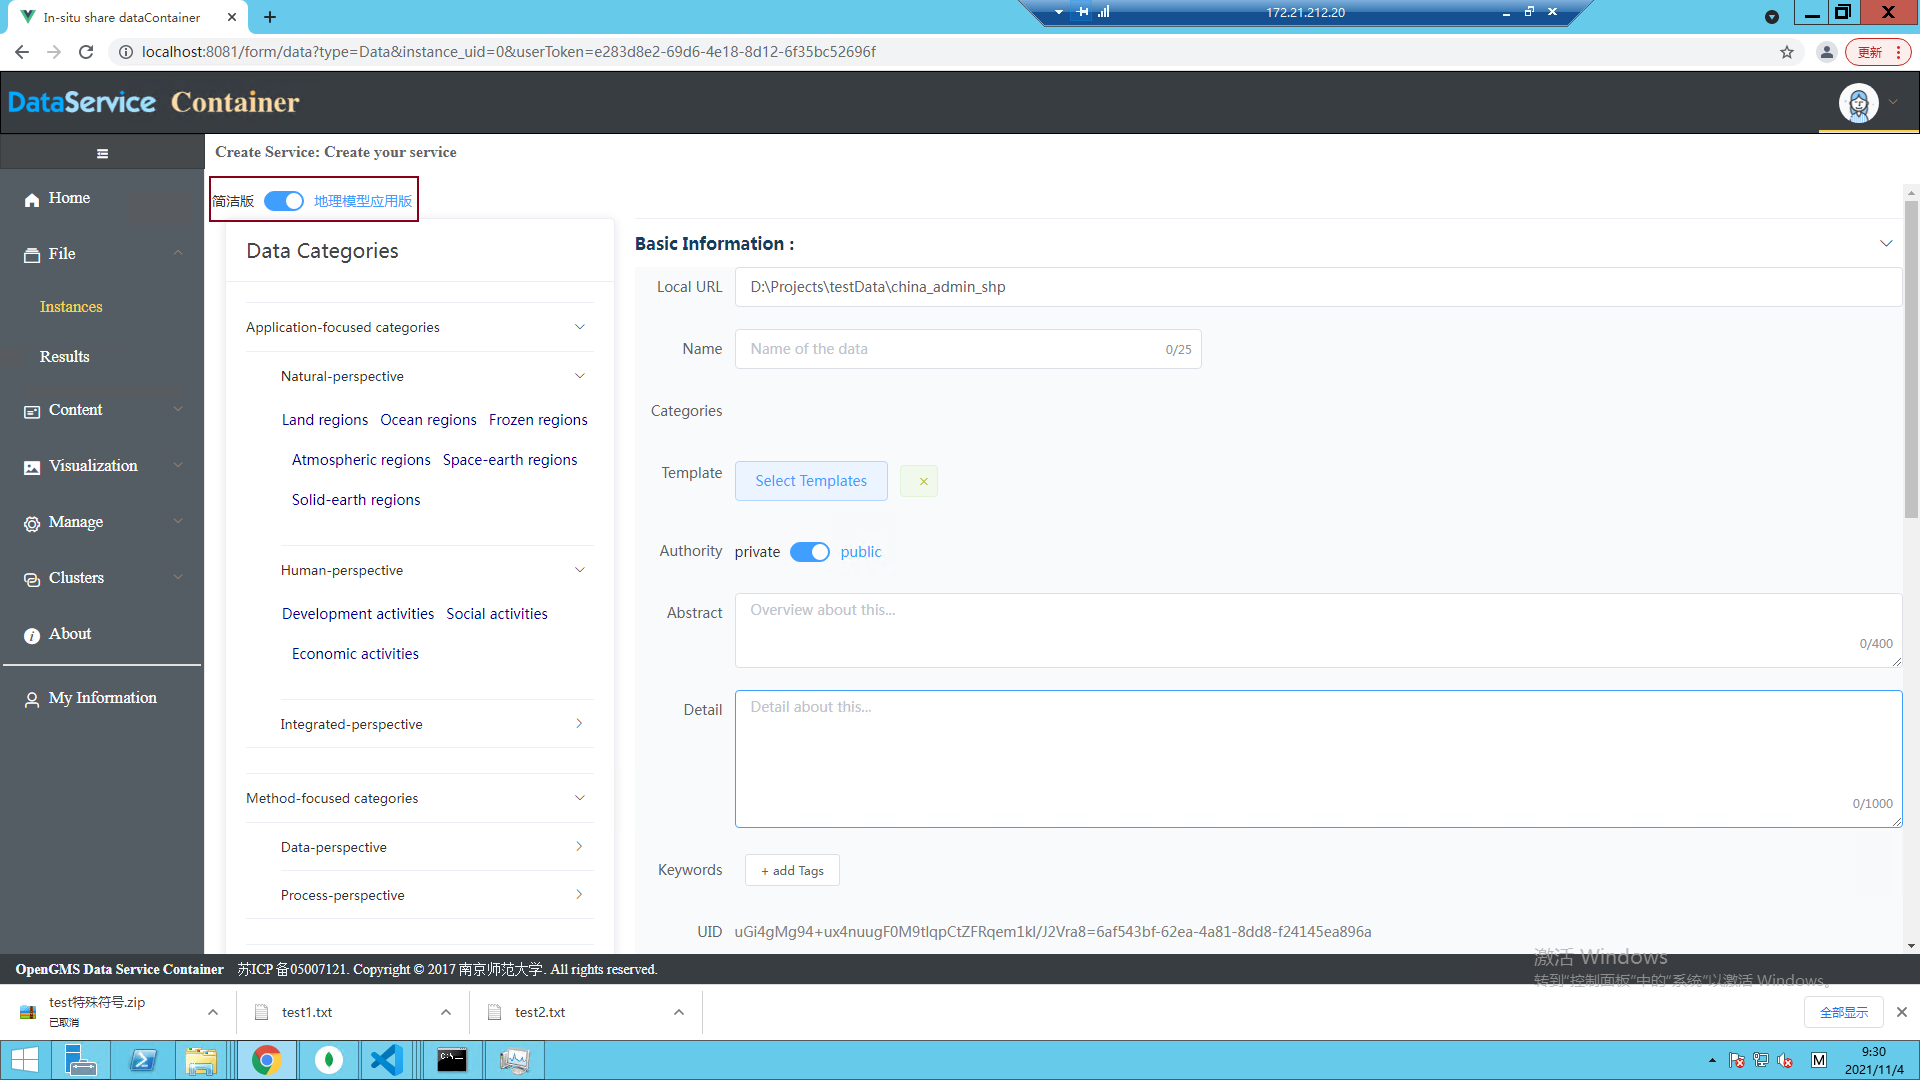 In-situ share dataContainer
172.21.212.20
localhost:8081/form/data?type=Data&instance_uid=0&userToken=e283d8e2-69d6-4e18-8d12-6f35bc52696f
更新
DataService Container
Create Service: Create your service
Home
File
Instances
Results
Content
Visualization
Manage
Clusters
About
My Information
简洁版 地理模型应用版
Data Categories
Application-focused categories
Natural-perspective
Land regions Ocean regions Frozen regions
Atmospheric regions Space-earth regions
Solid-earth regions
Human-perspective
Development activities Social activities
Economic activities
Integrated-perspective
Method-focused categories
Data-perspective
Process-perspective
Basic Information :
Local URL D:\Projects\testData\china_admin_shp
Name Name of the data 0/25
Categories
Template Select Templates
Authority private public
Abstract Overview about this...
0/400
Detail Detail about this...
0/1000
Keywords + add Tags
UID uGi4gMg94+ux4nuugF0M9tlqpCtZFRqem1kl/J2Vra8=6af543bf-62ea-4a81-8dd8-f24145ea896a
激活 Windows
转到"控制面板"中的"系统"以激活 Windows。
OpenGMS Data Service Container 苏ICP 备05007121. Copyright © 2017 南京师范大学. All rights reserved.
test特殊符号.zip
已取消
test1.txt
test2.txt
全部显示
C:\
M
9:30
2021/11/4